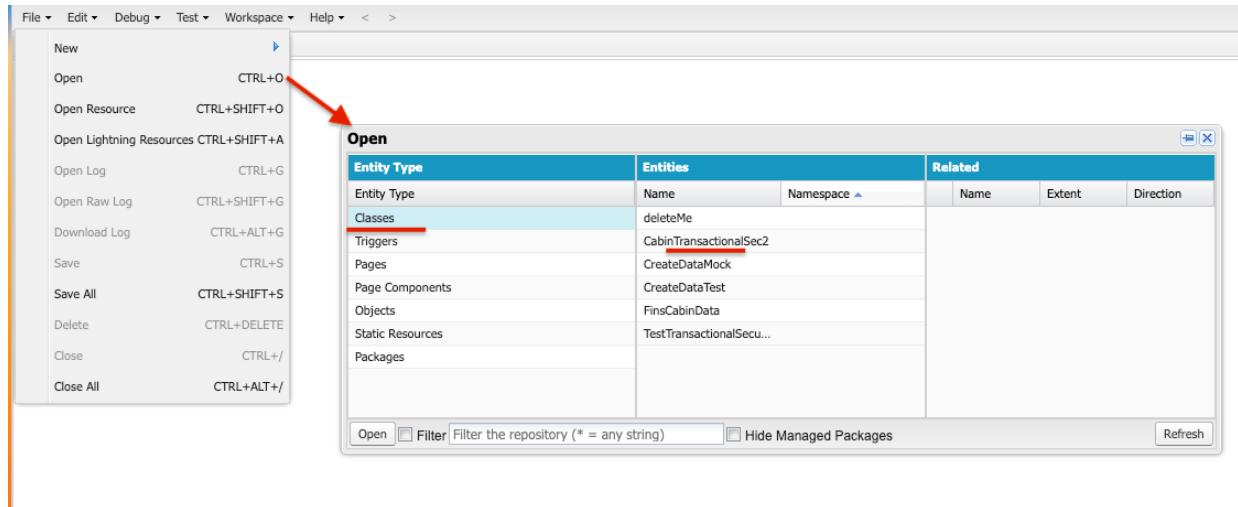 File Edit Debug Test Workspace Help < >
New
Open CTRL+O
Open Resource CTRL+SHIFT+O
Open Lightning Resources CTRL+SHIFT+A
Open Log CTRL+G
Open Raw Log CTRL+SHIFT+G
Download Log CTRL+ALT+G
Save CTRL+S
Save All CTRL+SHIFT+S
Delete CTRL+DELETE
Close CTRL+/
Close All CTRL+ALT+/
Open
Entity Type Entities Related
Entity Type Name Namespace Name Extent Direction
Classes deleteMe
Triggers CabinTransactionalSec2
Pages CreateDataMock
Page Components CreateDataTest
Objects FinsCabinData
Static Resources TestTransactionalSecu...
Packages
Open Filter Filter the repository (* = any string) Hide Managed Packages Refresh